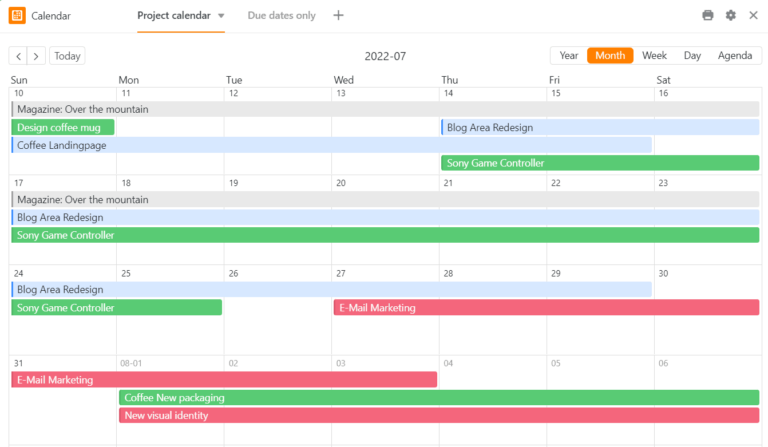 Calendar Project calendar Due dates only
Today 2022-07 Year Month Week Day Agenda
Sun Mon Tue Wed Thu Fri Sat
10 11 12 13 14 15 16
Magazine: Over the mountain
Design coffee mug Blog Area Redesign
Coffee Landingpage
Sony Game Controller
17 18 19 20 21 22 23
Magazine: Over the mountain
Blog Area Redesign
Sony Game Controller
24 25 26 27 28 29 30
Blog Area Redesign
Sony Game Controller E-Mail Marketing
31 08-01 02 03 04 05 06
E-Mail Marketing
Coffee New packaging
New visual identity